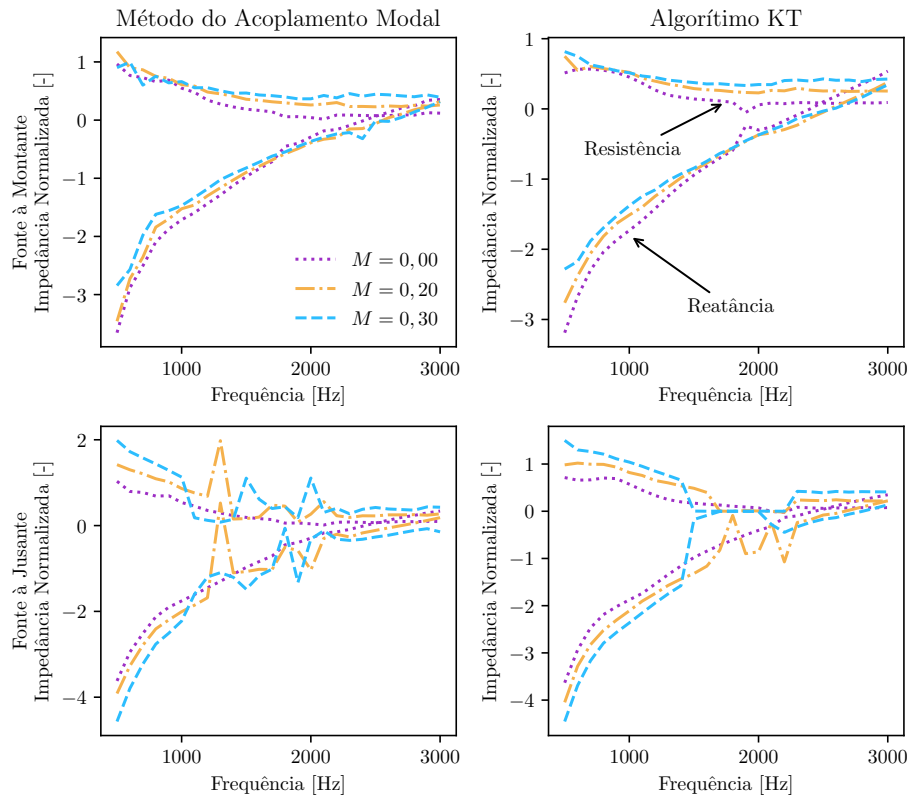 Método do Acoplamento Modal
Algorítimo KT
Fonte à Montante
Impedância Normalizada [-]
1
0
−1
−2
−3
M = 0, 00
M = 0, 20
M = 0, 30
1000
2000
3000
Frequência [Hz]
1
0
−1
−2
−3
Resistência
Reatância
1000
2000
3000
Frequência [Hz]
Fonte à Jusante
Impedância Normalizada [-]
2
0
−2
−4
1000
2000
3000
Frequência [Hz]
Impedância Normalizada [-]
1
0
−1
−2
−3
−4
1000
2000
3000
Frequência [Hz]